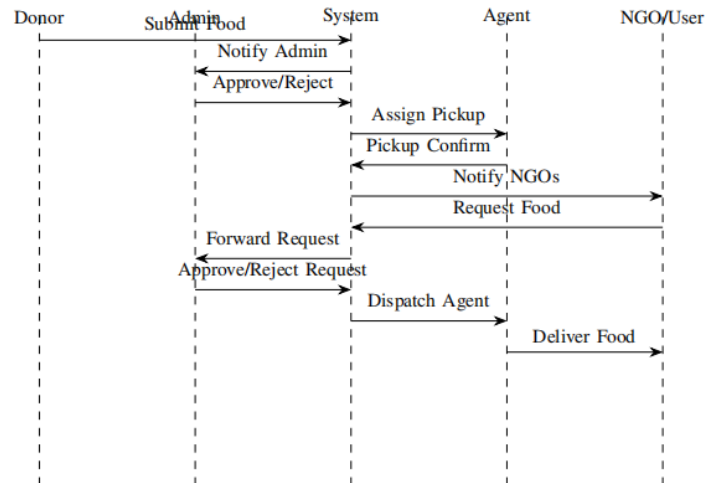 Donor Admin System Agent NGO/User
Submit Food
Notify Admin
Approve/Reject
Assign Pickup
Pickup Confirm
Notify NGOs
Request Food
Forward Request
Approve/Reject Request
Dispatch Agent
Deliver Food